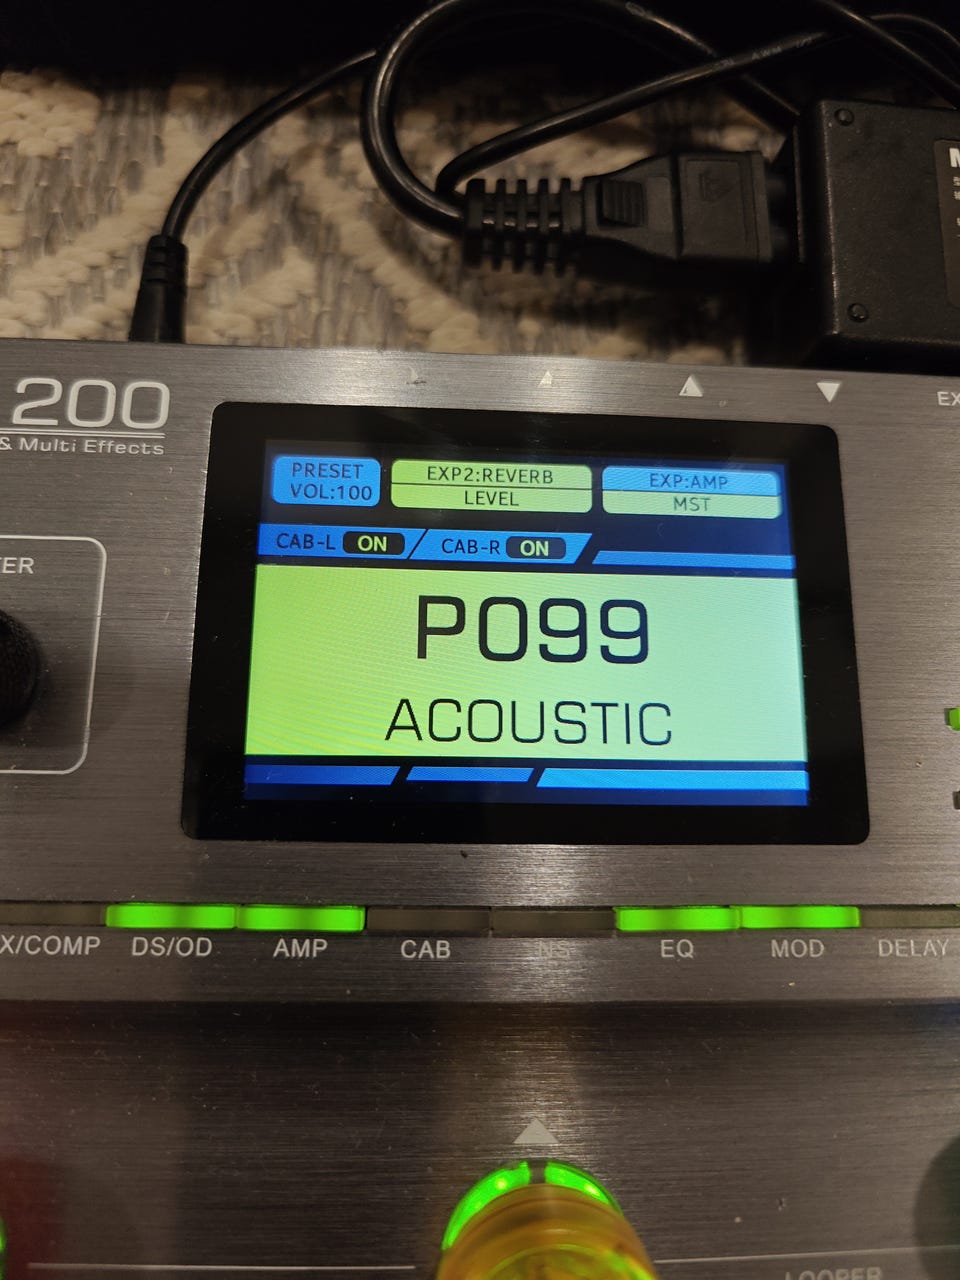 200
& Multi Effects
EX
PRESET
VOL:100
EXP2:REVERB
LEVEL
EXP:AMP
MST
CAB-L ON
CAB-R ON
TER
P099
ACOUSTIC
X/COMP
DS/OD
AMP
CAB
NS
EQ
MOD
DELAY
LOOPER